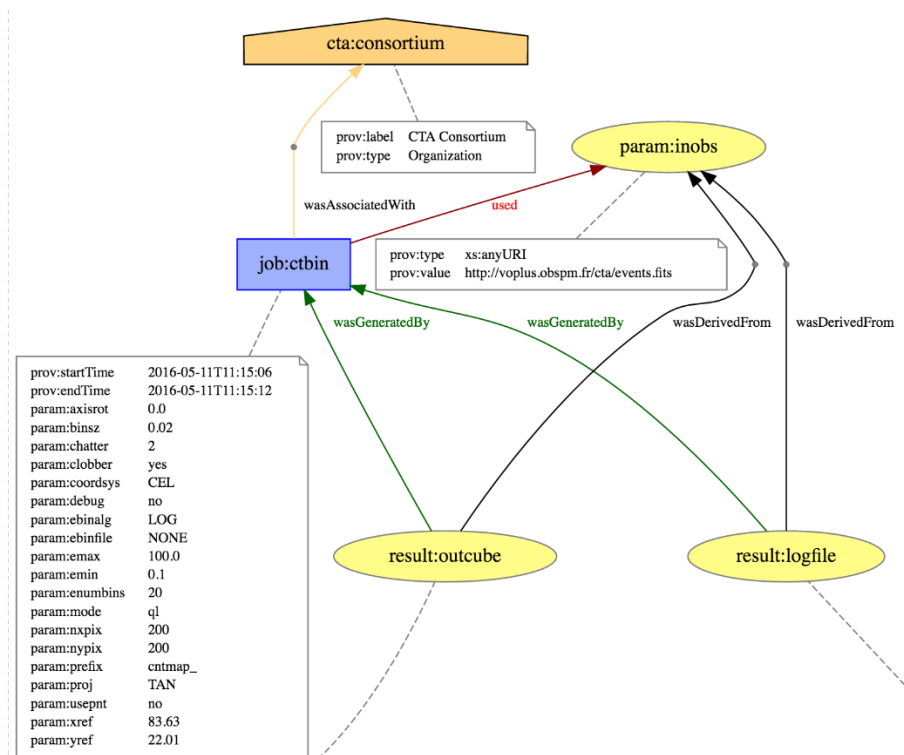 cta:consortium
prov:label CTA Consortium
prov:type Organization
param:inobs
wasAssociatedWith
used
job:ctbin
prov:type xs:anyURI
prov:value http://voplus.obspm.fr/cta/events.fits
wasGeneratedBy
wasGeneratedBy
wasDerivedFrom
wasDerivedFrom
prov:startTime 2016-05-11T11:15:06
prov:endTime 2016-05-11T11:15:12
param:axisrot 0.0
param:binsz 0.02
param:chatter 2
param:clobber yes
param:coordsys CEL
param:debug no
param:ebinalg LOG
param:ebinfile NONE
param:emax 100.0
param:emin 0.1
param:enumbins 20
param:mode ql
param:nxpix 200
param:nypix 200
param:prefix cntmap_
param:proj TAN
param:usepnt no
param:xref 83.63
param:yref 22.01
result:outcube
result:logfile